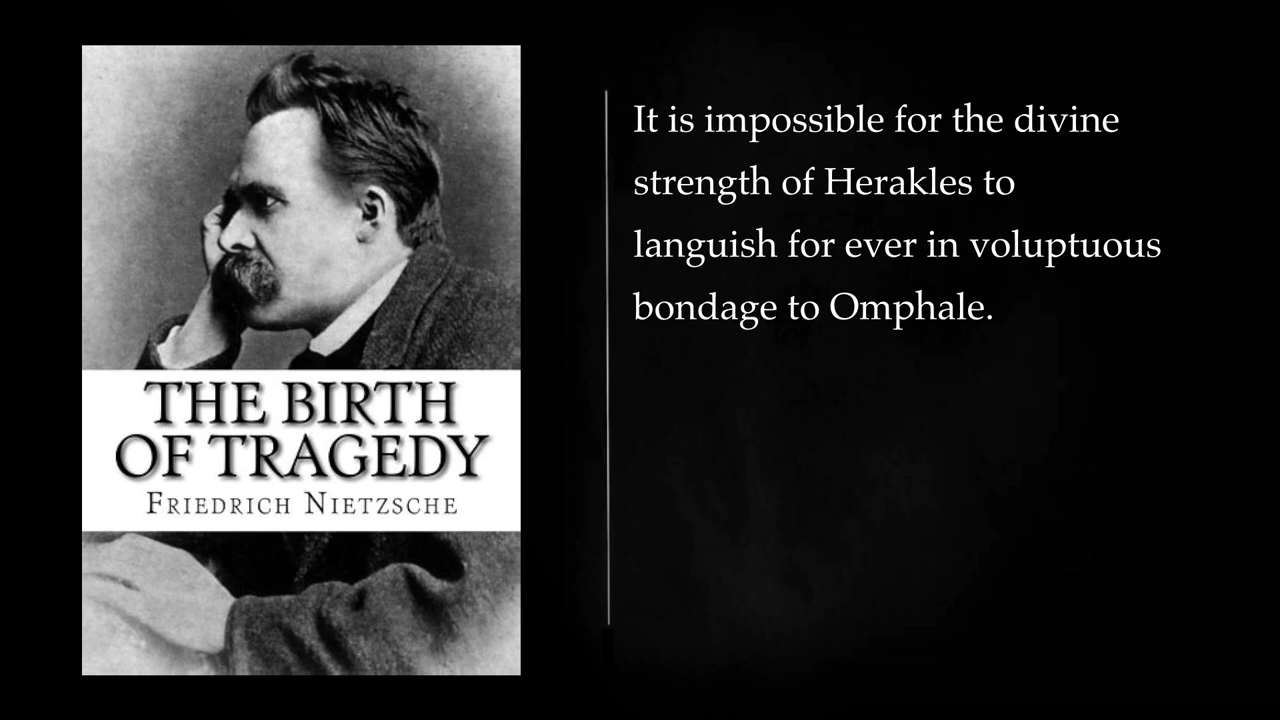 THE BIRTH
OF TRAGEDY
FRIEDRICH NIETZSCHE
It is impossible for the divine
strength of Herakles to
languish for ever in voluptuous
bondage to Omphale.